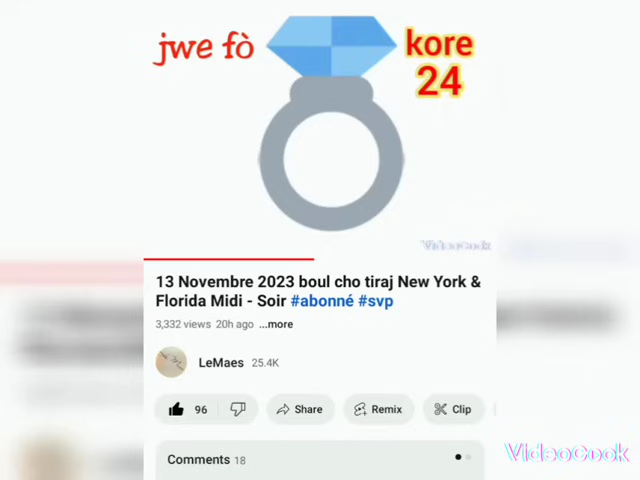 jwe fò
kore
24
VideoCook
13 Novembre 2023 boul cho tiraj New York &
Florida Midi - Soir #abonné #svp
3,332 views 20h ago ...more
LeMaes 25.4K
96 Share Remix Clip
Comments 18
VideoCook